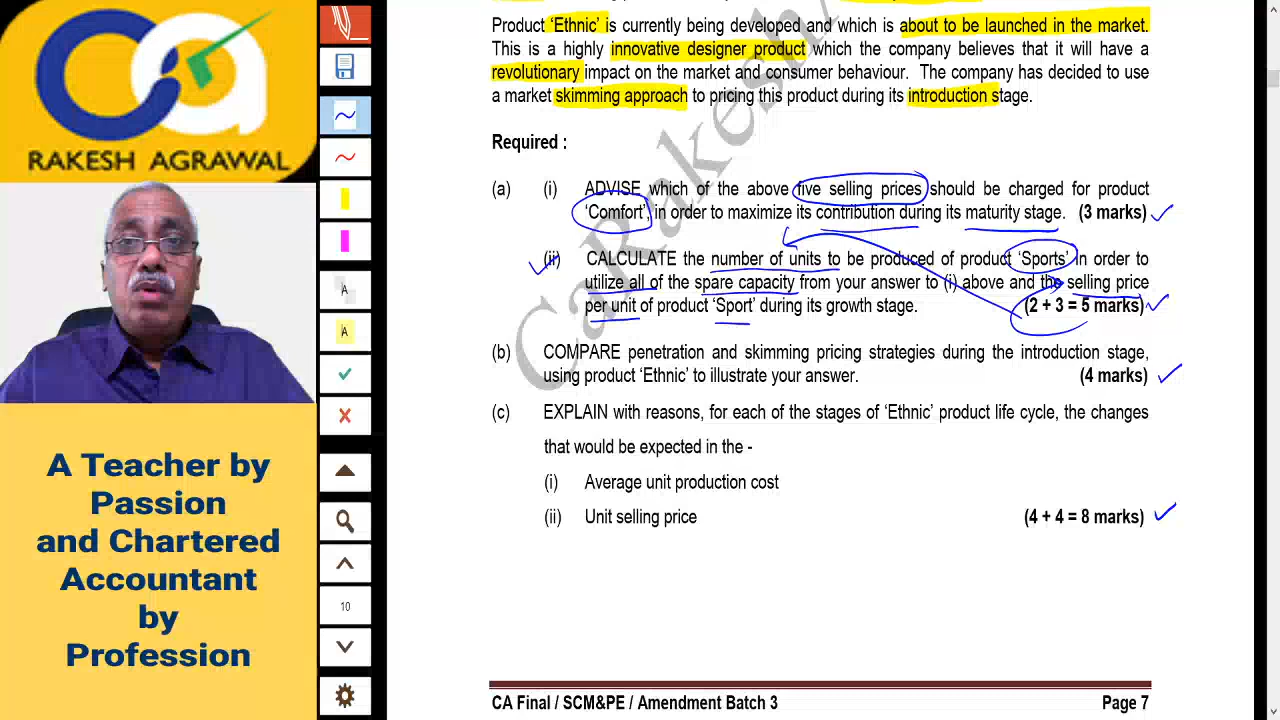 RAKESH AGRAWAL
A Teacher by
Passion
and Chartered
Accountant
by
Profession
A
A
10
Product ‘Ethnic’ is currently being developed and which is about to be launched in the market.
This is a highly innovative designer product which the company believes that it will have a
revolutionary impact on the market and consumer behaviour. The company has decided to use
a market skimming approach to pricing this product during its introduction stage.
Required :
(a) (i) ADVISE which of the above five selling prices should be charged for product
‘Comfort’, in order to maximize its contribution during its maturity stage. (3 marks)
(ii) CALCULATE the number of units to be produced of product ‘Sports’ in order to
utilize all of the spare capacity from your answer to (i) above and the selling price
per unit of product ‘Sport’ during its growth stage. (2 + 3 = 5 marks)
(b) COMPARE penetration and skimming pricing strategies during the introduction stage,
using product ‘Ethnic’ to illustrate your answer. (4 marks)
(c) EXPLAIN with reasons, for each of the stages of ‘Ethnic’ product life cycle, the changes
that would be expected in the -
(i) Average unit production cost
(ii) Unit selling price (4 + 4 = 8 marks)
CA Final / SCM&PE / Amendment Batch 3 Page 7